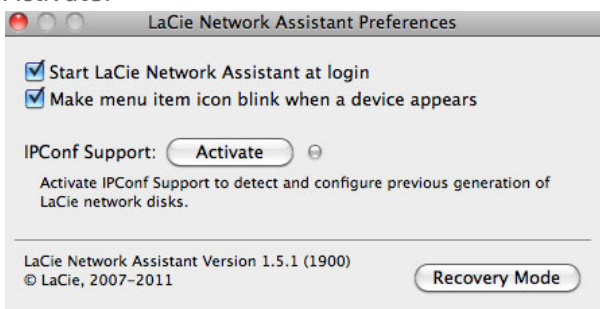 LaCie Network Assistant Preferences
Start LaCie Network Assistant at login
Make menu item icon blink when a device appears
IPConf Support: Activate
Activate IPConf Support to detect and configure previous generation of
LaCie network disks.
LaCie Network Assistant Version 1.5.1 (1900)
© LaCie, 2007-2011
Recovery Mode